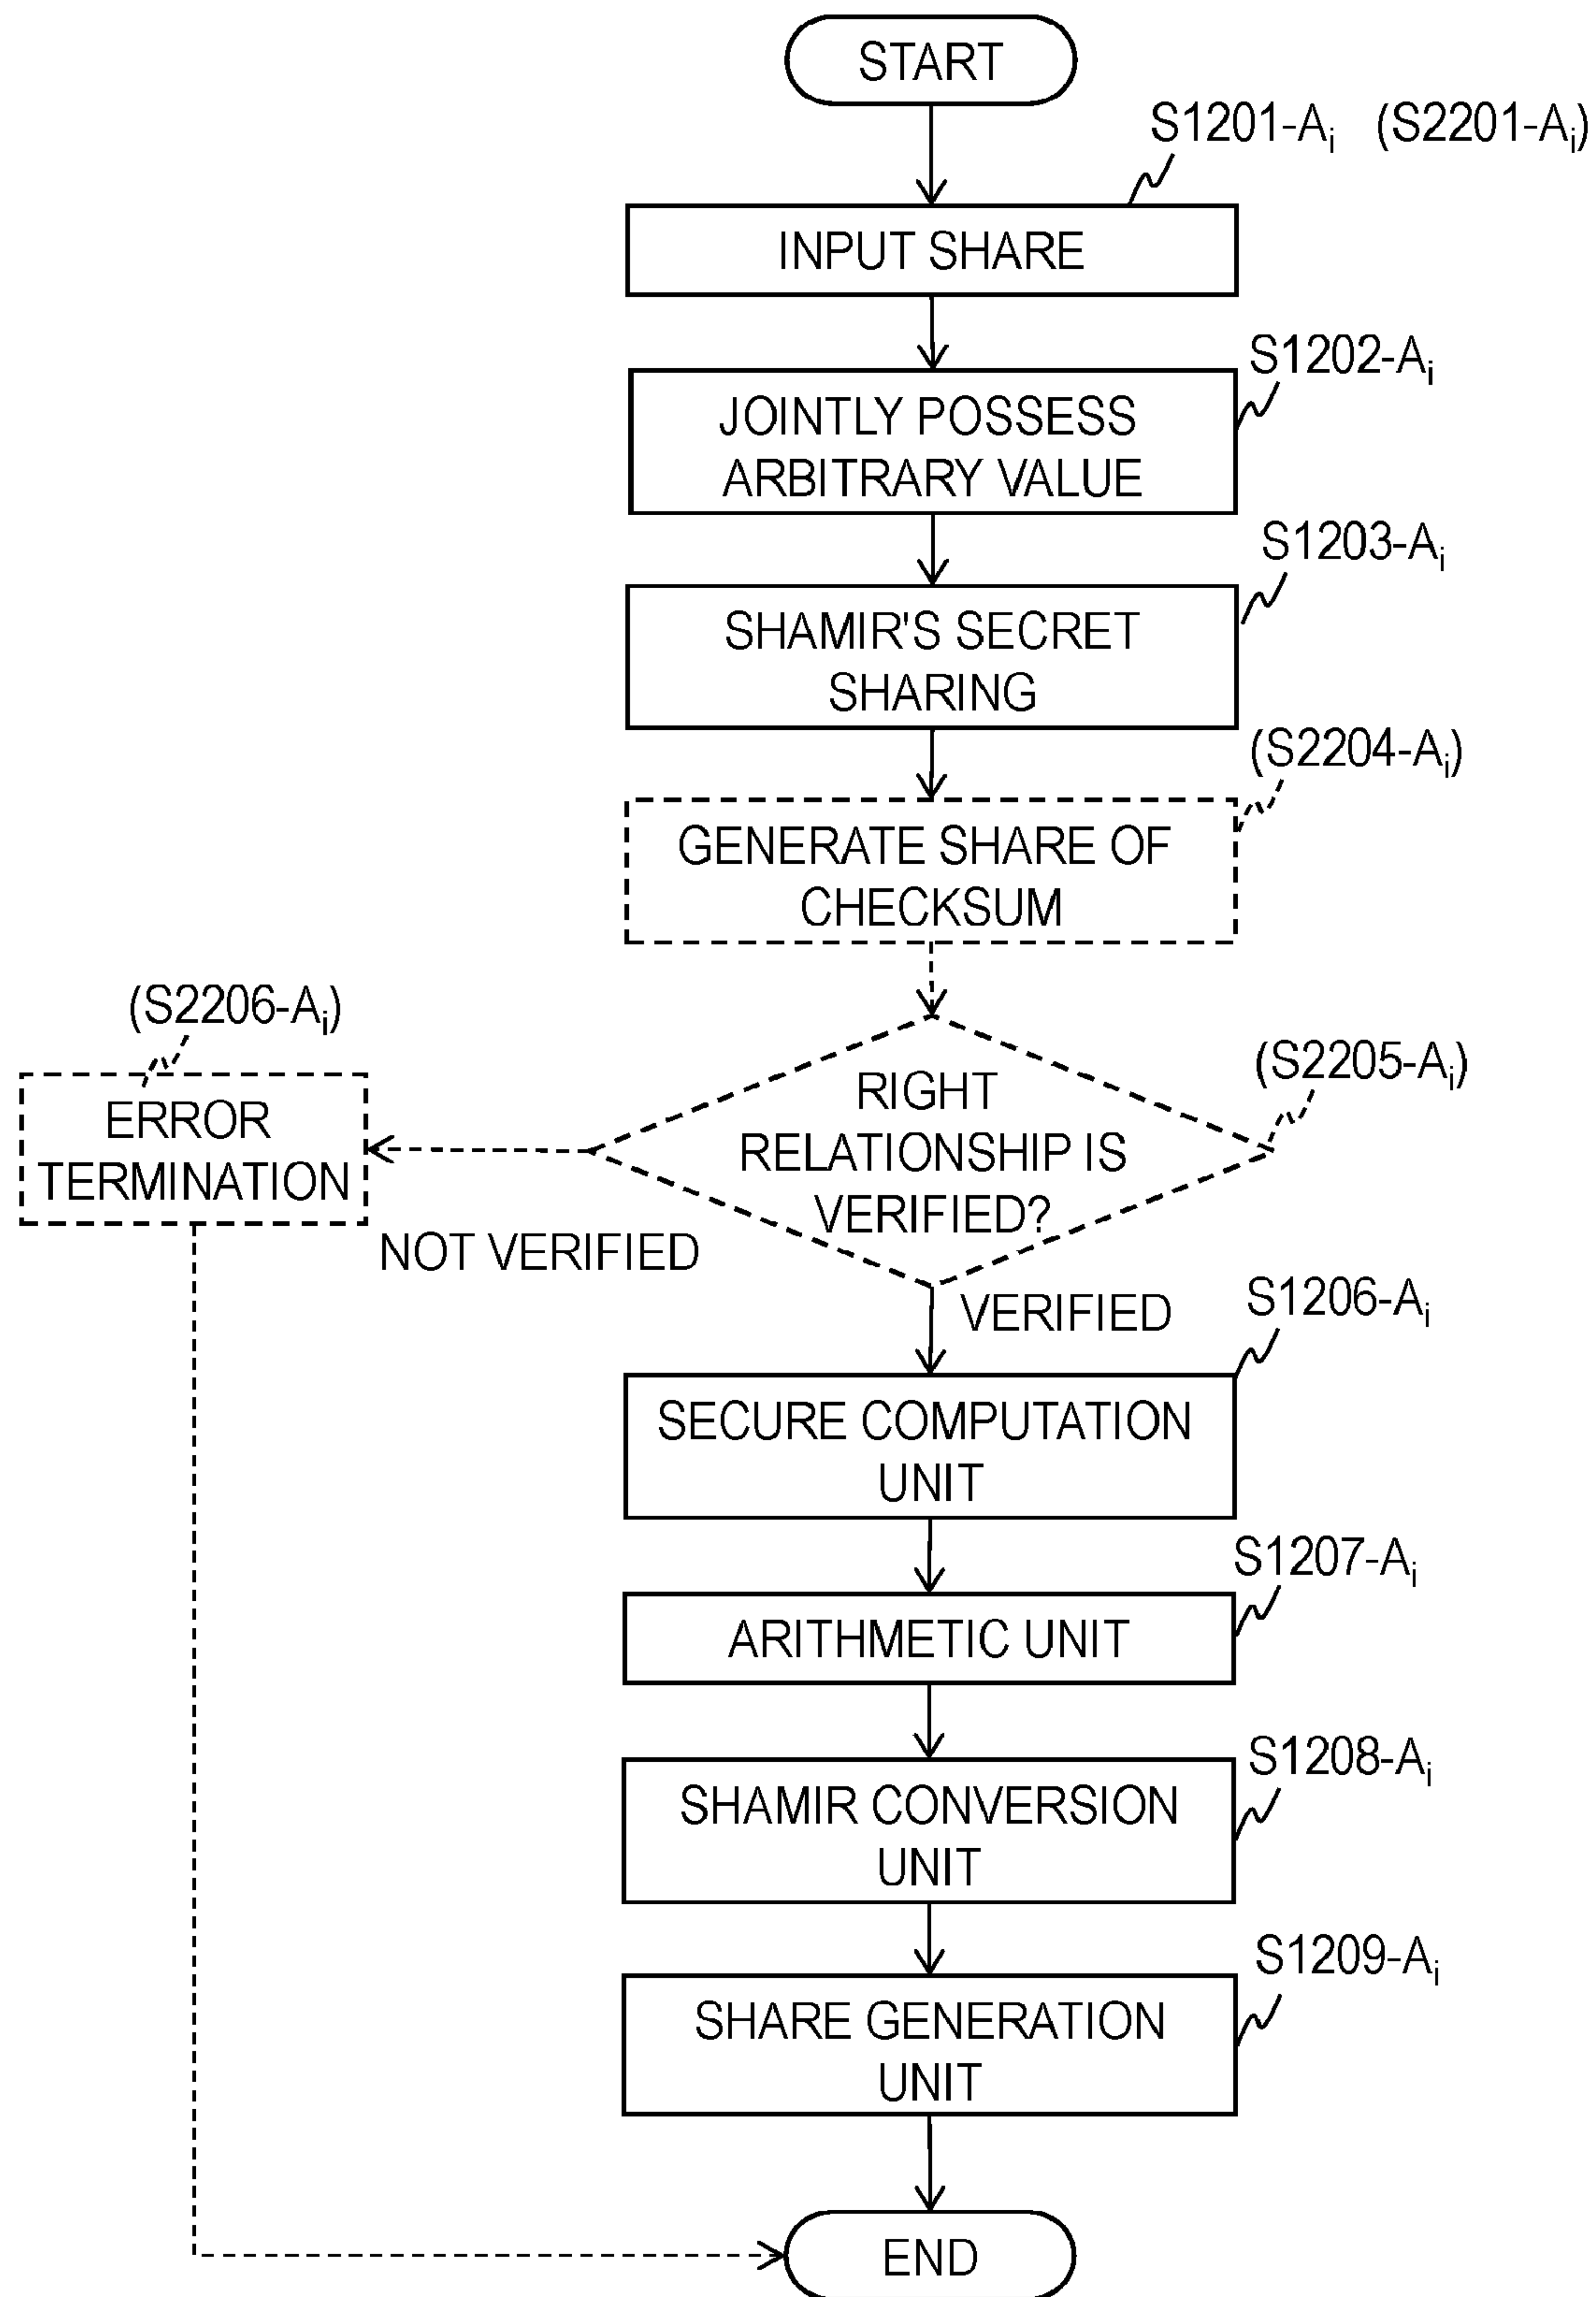 START
S1201-Ai (S2201-Ai)
INPUT SHARE
S1202-Ai
JOINTLY POSSESS
ARBITRARY VALUE
S1203-Ai
SHAMIR'S SECRET
SHARING
(S2204-Ai)
GENERATE SHARE OF
CHECKSUM
(S2206-Ai)
ERROR
TERMINATION
(S2205-Ai)
RIGHT
RELATIONSHIP IS
VERIFIED?
NOT VERIFIED
VERIFIED
S1206-Ai
SECURE COMPUTATION
UNIT
S1207-Ai
ARITHMETIC UNIT
S1208-Ai
SHAMIR CONVERSION
UNIT
S1209-Ai
SHARE GENERATION
UNIT
END